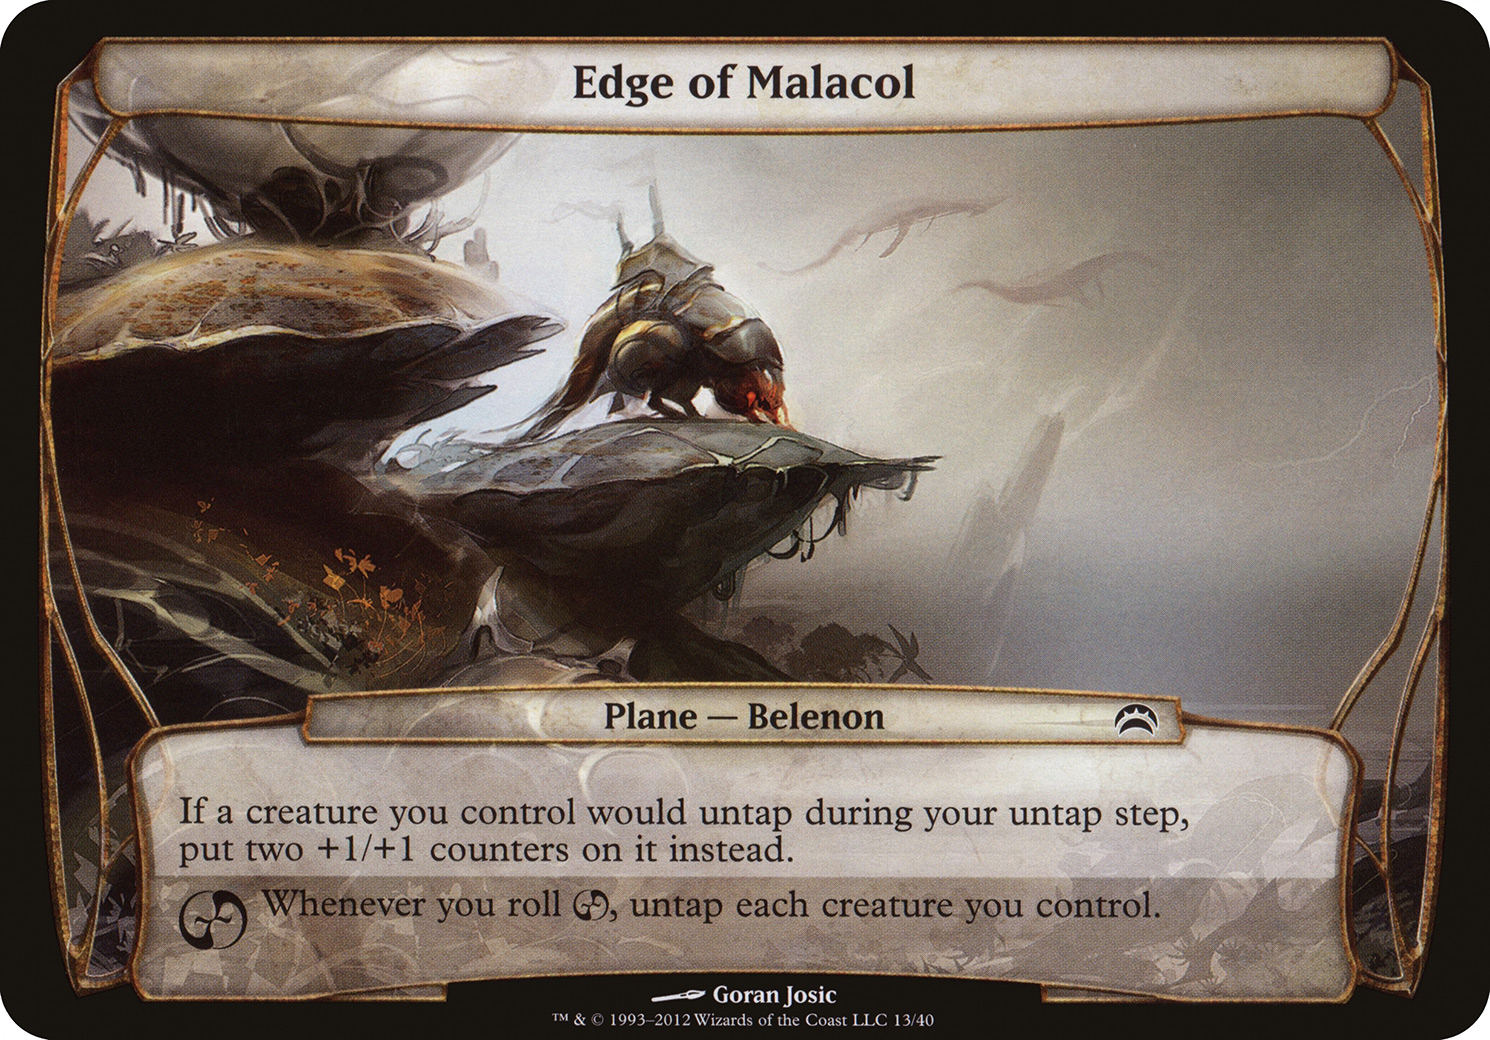 Edge of Malacol
Plane — Belenon
If a creature you control would untap during your untap step,
put two +1/+1 counters on it instead.
Whenever you roll , untap each creature you control.
Goran Josic
™ & © 1993–2012 Wizards of the Coast LLC 13/40